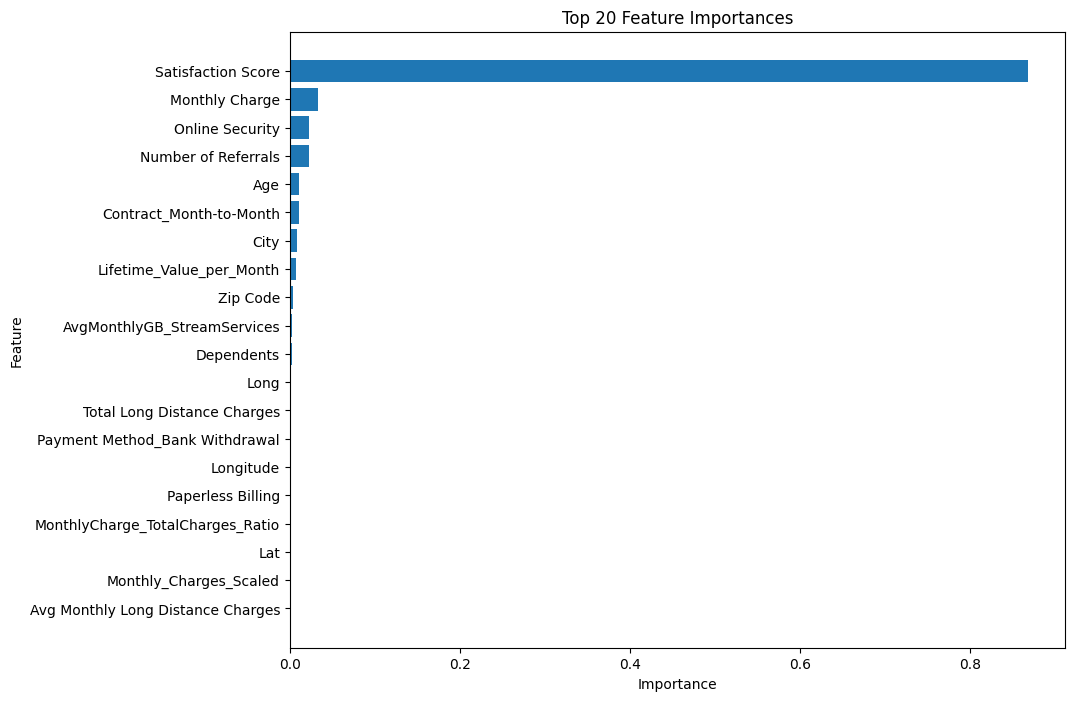 Top 20 Feature Importances
Feature
Satisfaction Score
Monthly Charge
Online Security
Number of Referrals
Age
Contract_Month-to-Month
City
Lifetime_Value_per_Month
Zip Code
AvgMonthlyGB_StreamServices
Dependents
Long
Total Long Distance Charges
Payment Method_Bank Withdrawal
Longitude
Paperless Billing
MonthlyCharge_TotalCharges_Ratio
Lat
Monthly_Charges_Scaled
Avg Monthly Long Distance Charges
0.0 0.2 0.4 0.6 0.8
Importance